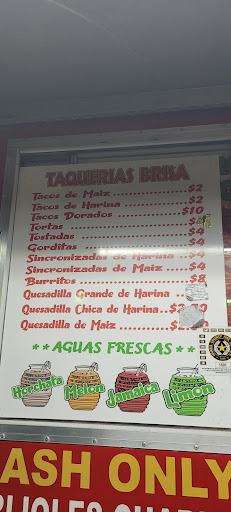 TAQUERIAS BRISA
Tacos de Maiz ................$2
Tacos de Harina ..............$2
Tacos Dorados ...............$10
Tortas
Tostadas ........................$4
Gorditas ........................$4
Sincronizadas de Harina ...$4
Sincronizadas de Maiz .....$4
Burritos .........................$8
Quesadilla Grande de Harina ..
Quesadilla Chica de Harina..
Quesadilla de Maiz
**AGUAS FRESCAS**
Horchata Melon Jamaica Limon
ASH ONLY